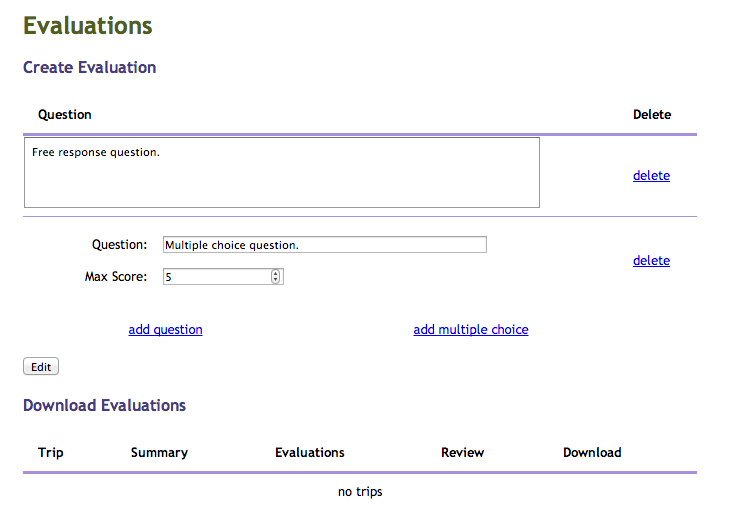 Evaluations
Create Evaluation
Question Delete
Free response question.
delete
Question: Multiple choice question.
delete
Max Score: 5
add question add multiple choice
Edit
Download Evaluations
Trip Summary Evaluations Review Download
no trips